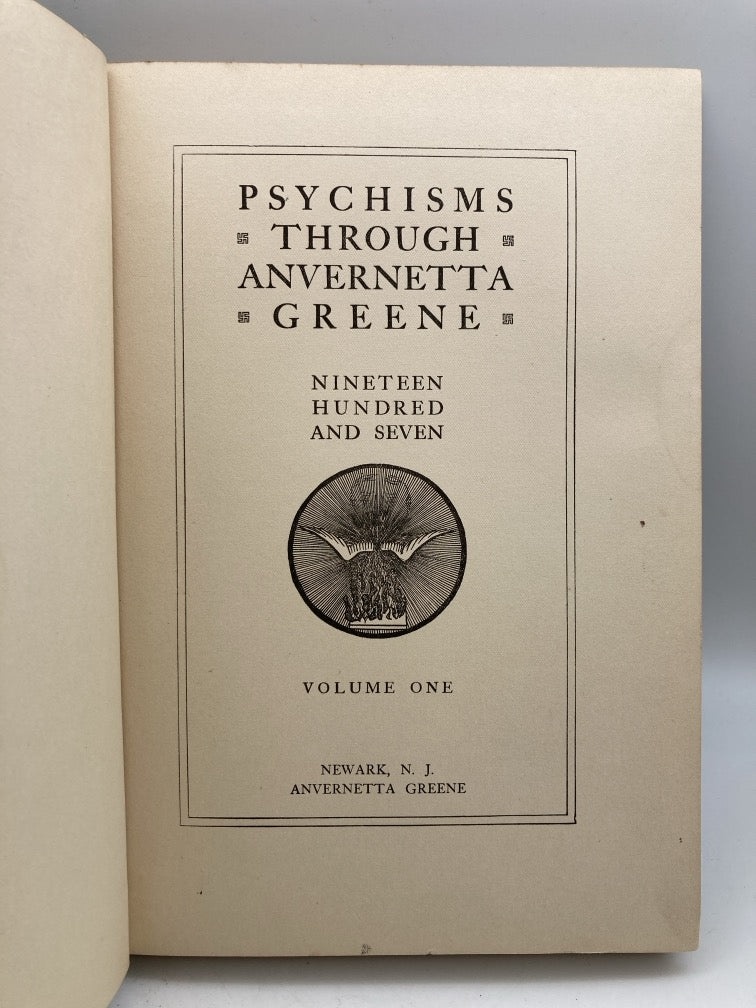 PSYCHISMS
THROUGH
ANVERNETTA
GREENE
NINETEEN
HUNDRED
AND SEVEN
VOLUME ONE
NEWARK, N. J.
ANVERNETTA GREENE